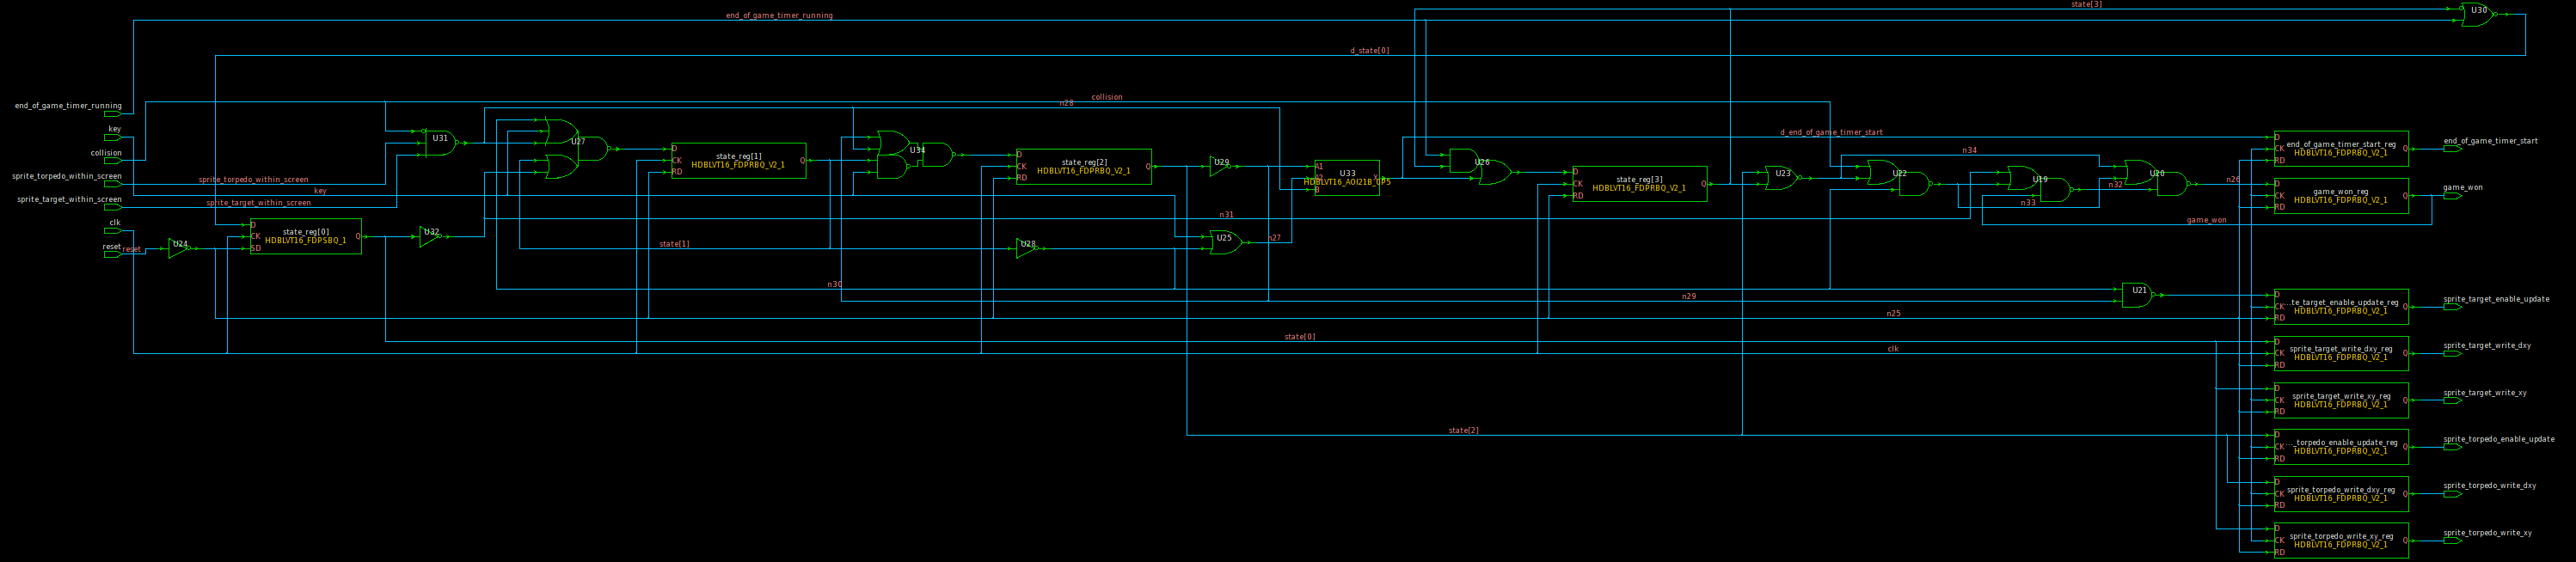 state[3]
U30
end_of_game_timer_running
d_state[0]
end_of_game_timer_running
collision
n28
key
collision
sprite_torpedo_within_screen
sprite_torpedo_within_screen
key
sprite_target_within_screen
sprite_target_within_screen
clk
reset
reset
U24
D
CK
SD
state_reg[0]
HDBLVT16_FDPSBQ_1
Q
U32
U31
U27
D
CK
RD
state_reg[1]
HDBLVT16_FDPRBQ_V2_1
Q
state[1]
n30
U34
D
CK
RD
state_reg[2]
HDBLVT16_FDPRBQ_V2_1
Q
U28
U29
U25
n27
n31
A1
A2
B
X
U33
HDBLVT16_AOI21B_0P5
d_end_of_game_timer_start
U26
D
CK
RD
state_reg[3]
HDBLVT16_FDPRBQ_V2_1
Q
U23
U22
n34
U19
n33
n32
U20
n26
game_won
n29
U21
n25
state[0]
clk
state[2]
D
CK
RD
end_of_game_timer_start_reg
HDBLVT16_FDPRBQ_V2_1
Q
end_of_game_timer_start
D
CK
RD
game_won_reg
HDBLVT16_FDPRBQ_V2_1
Q
game_won
D
CK
RD
...te_target_enable_update_reg
HDBLVT16_FDPRBQ_V2_1
Q
sprite_target_enable_update
D
CK
RD
sprite_target_write_dxy_reg
HDBLVT16_FDPRBQ_V2_1
Q
sprite_target_write_dxy
D
CK
RD
sprite_target_write_xy_reg
HDBLVT16_FDPRBQ_V2_1
Q
sprite_target_write_xy
D
CK
RD
..._torpedo_enable_update_reg
HDBLVT16_FDPRBQ_V2_1
Q
sprite_torpedo_enable_update
D
CK
RD
sprite_torpedo_write_dxy_reg
HDBLVT16_FDPRBQ_V2_1
Q
sprite_torpedo_write_dxy
D
CK
RD
sprite_torpedo_write_xy_reg
HDBLVT16_FDPRBQ_V2_1
Q
sprite_torpedo_write_xy